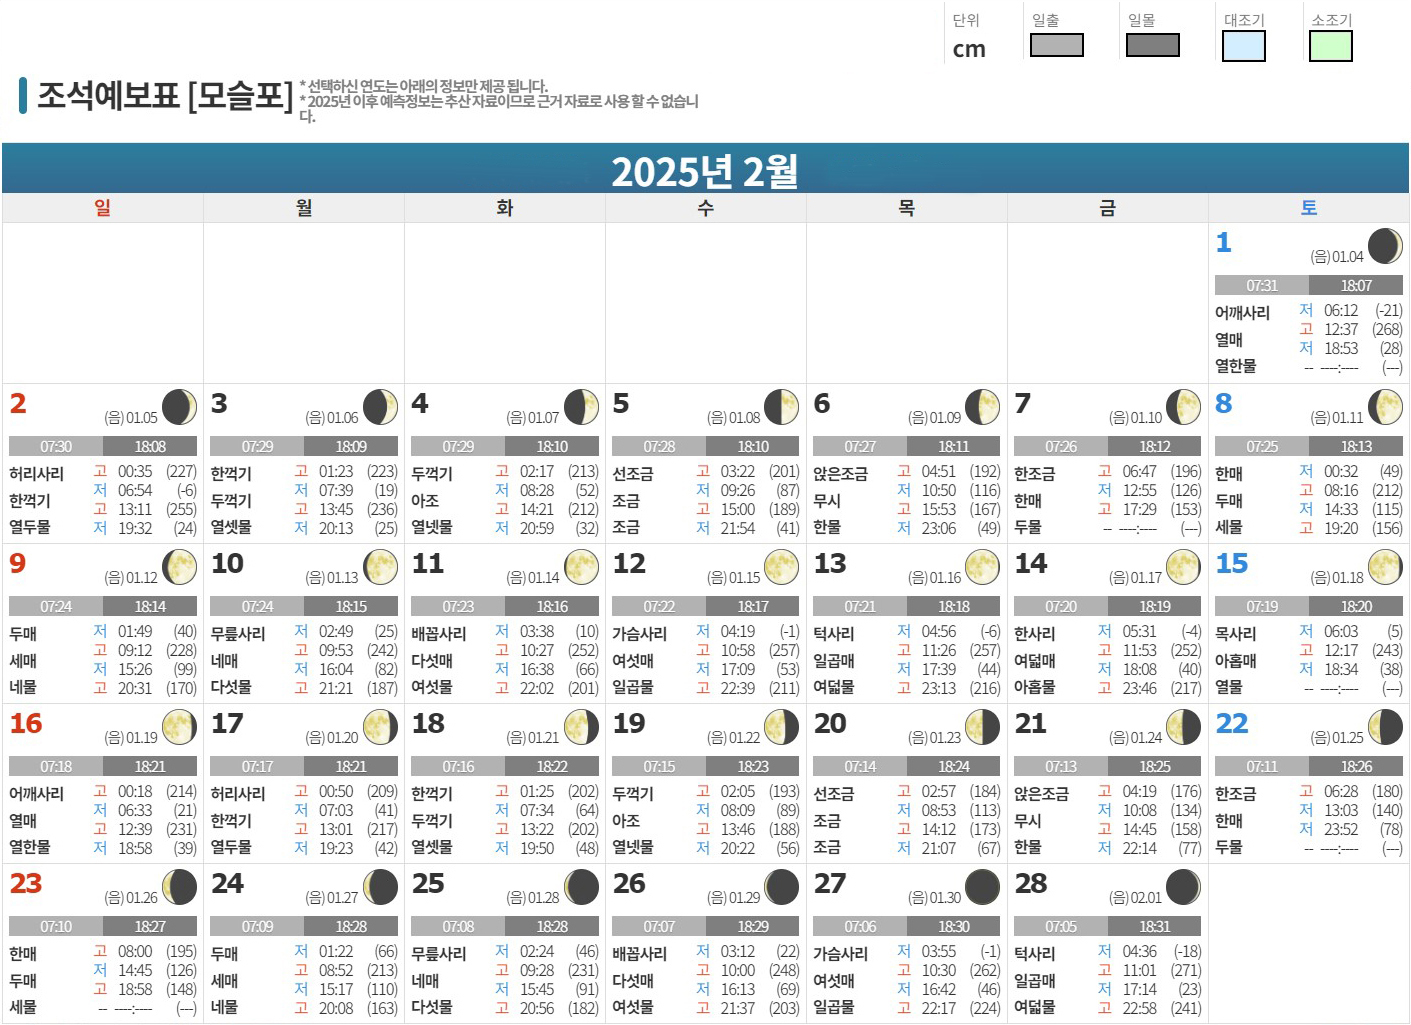 단위 일출 일몰 대조기 소조기
cm
조석예보표 [모슬포]
* 선택하신 연도는 아래의 정보만 제공 됩니다.
* 2025년 이후 예측정보는 추산 자료이므로 근거 자료로 사용 할 수 없습니
다.
2025년 2월
일 월 화 수 목 금 토
1 (음) 01.04
07:31 18:07
어깨사리 저 06:12 (-21)
고 12:37 (268)
열매 저 18:53 (28)
열한물 -- ----:---- (---)
2 (음) 01.05
07:30 18:08
허리사리 고 00:35 (227)
저 06:54 (-6)
한꺽기 고 13:11 (255)
열두물 저 19:32 (24)
3 (음) 01.06
07:29 18:09
한꺽기 고 01:23 (223)
저 07:39 (19)
두꺽기 고 13:45 (236)
열셋물 저 20:13 (25)
4 (음) 01.07
07:29 18:10
두꺽기 고 02:17 (213)
저 08:28 (52)
아조 고 14:21 (212)
열넷물 저 20:59 (32)
5 (음) 01.08
07:28 18:10
선조금 고 03:22 (201)
저 09:26 (87)
조금 고 15:00 (189)
조금 저 21:54 (41)
6 (음) 01.09
07:27 18:11
앉은조금 고 04:51 (192)
저 10:50 (116)
무시 고 15:53 (167)
한물 저 23:06 (49)
7 (음) 01.10
07:26 18:12
한조금 고 06:47 (196)
저 12:55 (126)
한매 고 17:29 (153)
두물 -- ----:---- (---)
8 (음) 01.11
07:25 18:13
한매 저 00:32 (49)
고 08:16 (212)
두매 저 14:33 (115)
세물 고 19:20 (156)
9 (음) 01.12
07:24 18:14
두매 저 01:49 (40)
고 09:12 (228)
세매 저 15:26 (99)
네물 고 20:31 (170)
10 (음) 01.13
07:24 18:15
무릎사리 저 02:49 (25)
고 09:53 (242)
네매 저 16:04 (82)
다섯물 고 21:21 (187)
11 (음) 01.14
07:23 18:16
배꼽사리 저 03:38 (10)
고 10:27 (252)
다섯매 저 16:38 (66)
여섯물 고 22:02 (201)
12 (음) 01.15
07:22 18:17
가슴사리 저 04:19 (-1)
고 10:58 (257)
여섯매 저 17:09 (53)
일곱물 고 22:39 (211)
13 (음) 01.16
07:21 18:18
턱사리 저 04:56 (-6)
고 11:26 (257)
일곱매 저 17:39 (44)
여덟물 고 23:13 (216)
14 (음) 01.17
07:20 18:19
한사리 저 05:31 (-4)
고 11:53 (252)
여덟매 저 18:08 (40)
아홉물 고 23:46 (217)
15 (음) 01.18
07:19 18:20
목사리 저 06:03 (5)
고 12:17 (243)
아홉매 저 18:34 (38)
열물 -- ----:---- (---)
16 (음) 01.19
07:18 18:21
어깨사리 고 00:18 (214)
저 06:33 (21)
열매 고 12:39 (231)
열한물 저 18:58 (39)
17 (음) 01.20
07:17 18:21
허리사리 고 00:50 (209)
저 07:03 (41)
한꺽기 고 13:01 (217)
열두물 저 19:23 (42)
18 (음) 01.21
07:16 18:22
한꺽기 고 01:25 (202)
저 07:34 (64)
두꺽기 고 13:22 (202)
열셋물 저 19:50 (48)
19 (음) 01.22
07:15 18:23
두꺽기 고 02:05 (193)
저 08:09 (89)
아조 고 13:46 (188)
열넷물 저 20:22 (56)
20 (음) 01.23
07:14 18:24
선조금 고 02:57 (184)
저 08:53 (113)
조금 고 14:12 (173)
조금 저 21:07 (67)
21 (음) 01.24
07:13 18:25
앉은조금 고 04:19 (176)
저 10:08 (134)
무시 고 14:45 (158)
한물 저 22:14 (77)
22 (음) 01.25
07:11 18:26
한조금 고 06:28 (180)
저 13:03 (140)
한매 저 23:52 (78)
두물 -- ----:---- (---)
23 (음) 01.26
07:10 18:27
한매 고 08:00 (195)
저 14:45 (126)
두매 고 18:58 (148)
세물 -- ----:---- (---)
24 (음) 01.27
07:09 18:28
두매 저 01:22 (66)
고 08:52 (213)
세매 저 15:17 (110)
네물 고 20:08 (163)
25 (음) 01.28
07:08 18:28
무릎사리 저 02:24 (46)
고 09:28 (231)
네매 저 15:45 (91)
다섯물 고 20:56 (182)
26 (음) 01.29
07:07 18:29
배꼽사리 저 03:12 (22)
고 10:00 (248)
다섯매 저 16:13 (69)
여섯물 고 21:37 (203)
27 (음) 01.30
07:06 18:30
가슴사리 저 03:55 (-1)
고 10:30 (262)
여섯매 저 16:42 (46)
일곱물 고 22:17 (224)
28 (음) 02.01
07:05 18:31
턱사리 저 04:36 (-18)
고 11:01 (271)
일곱매 저 17:14 (23)
여덟물 고 22:58 (241)